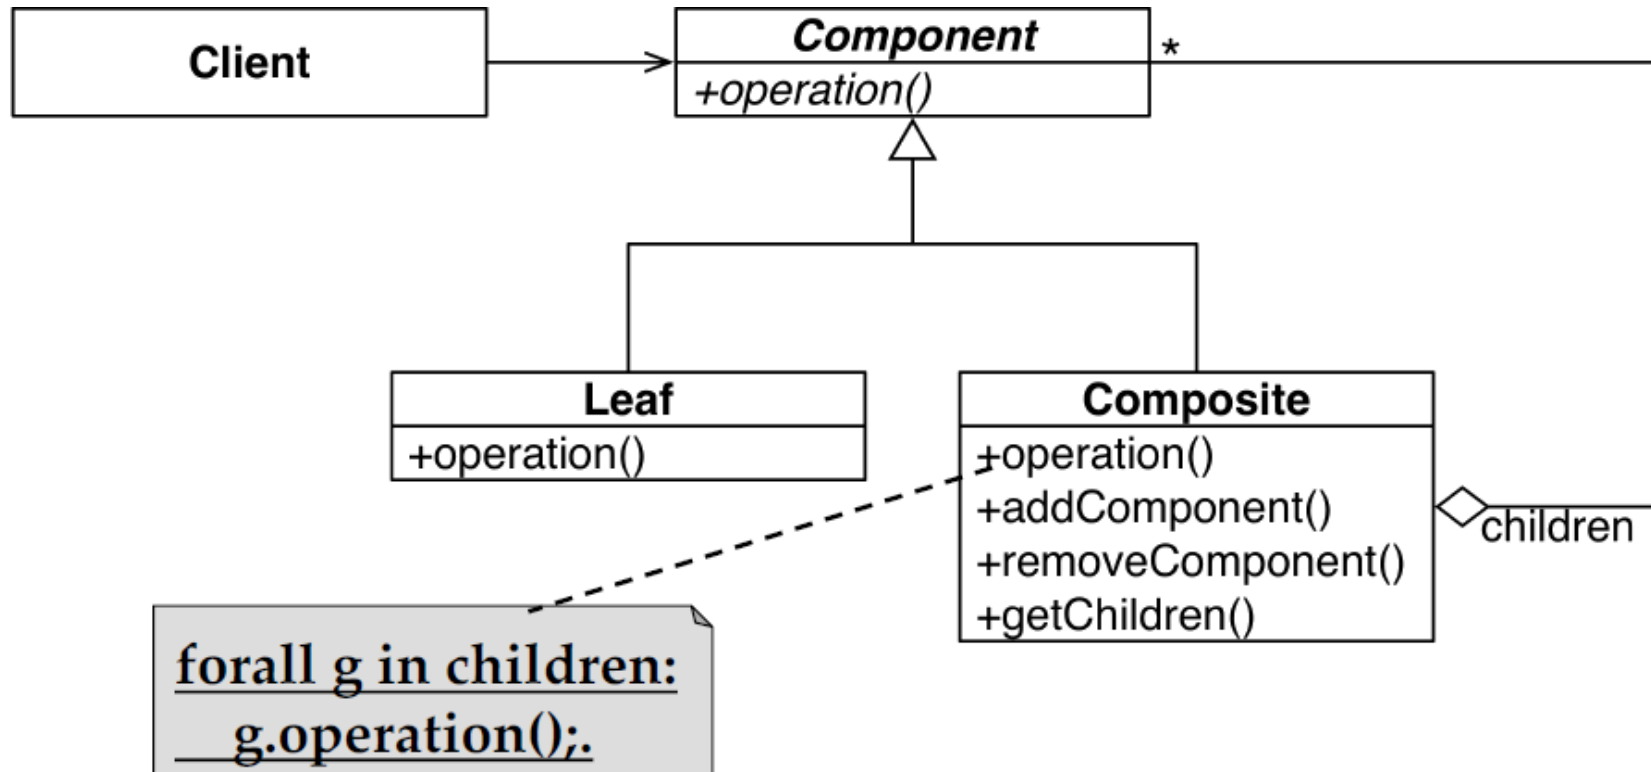 Client
Component
*
+operation()
Leaf
+operation()
Composite
+operation()
+addComponent()
+removeComponent()
+getChildren()
children
forall g in children:
g.operation();.